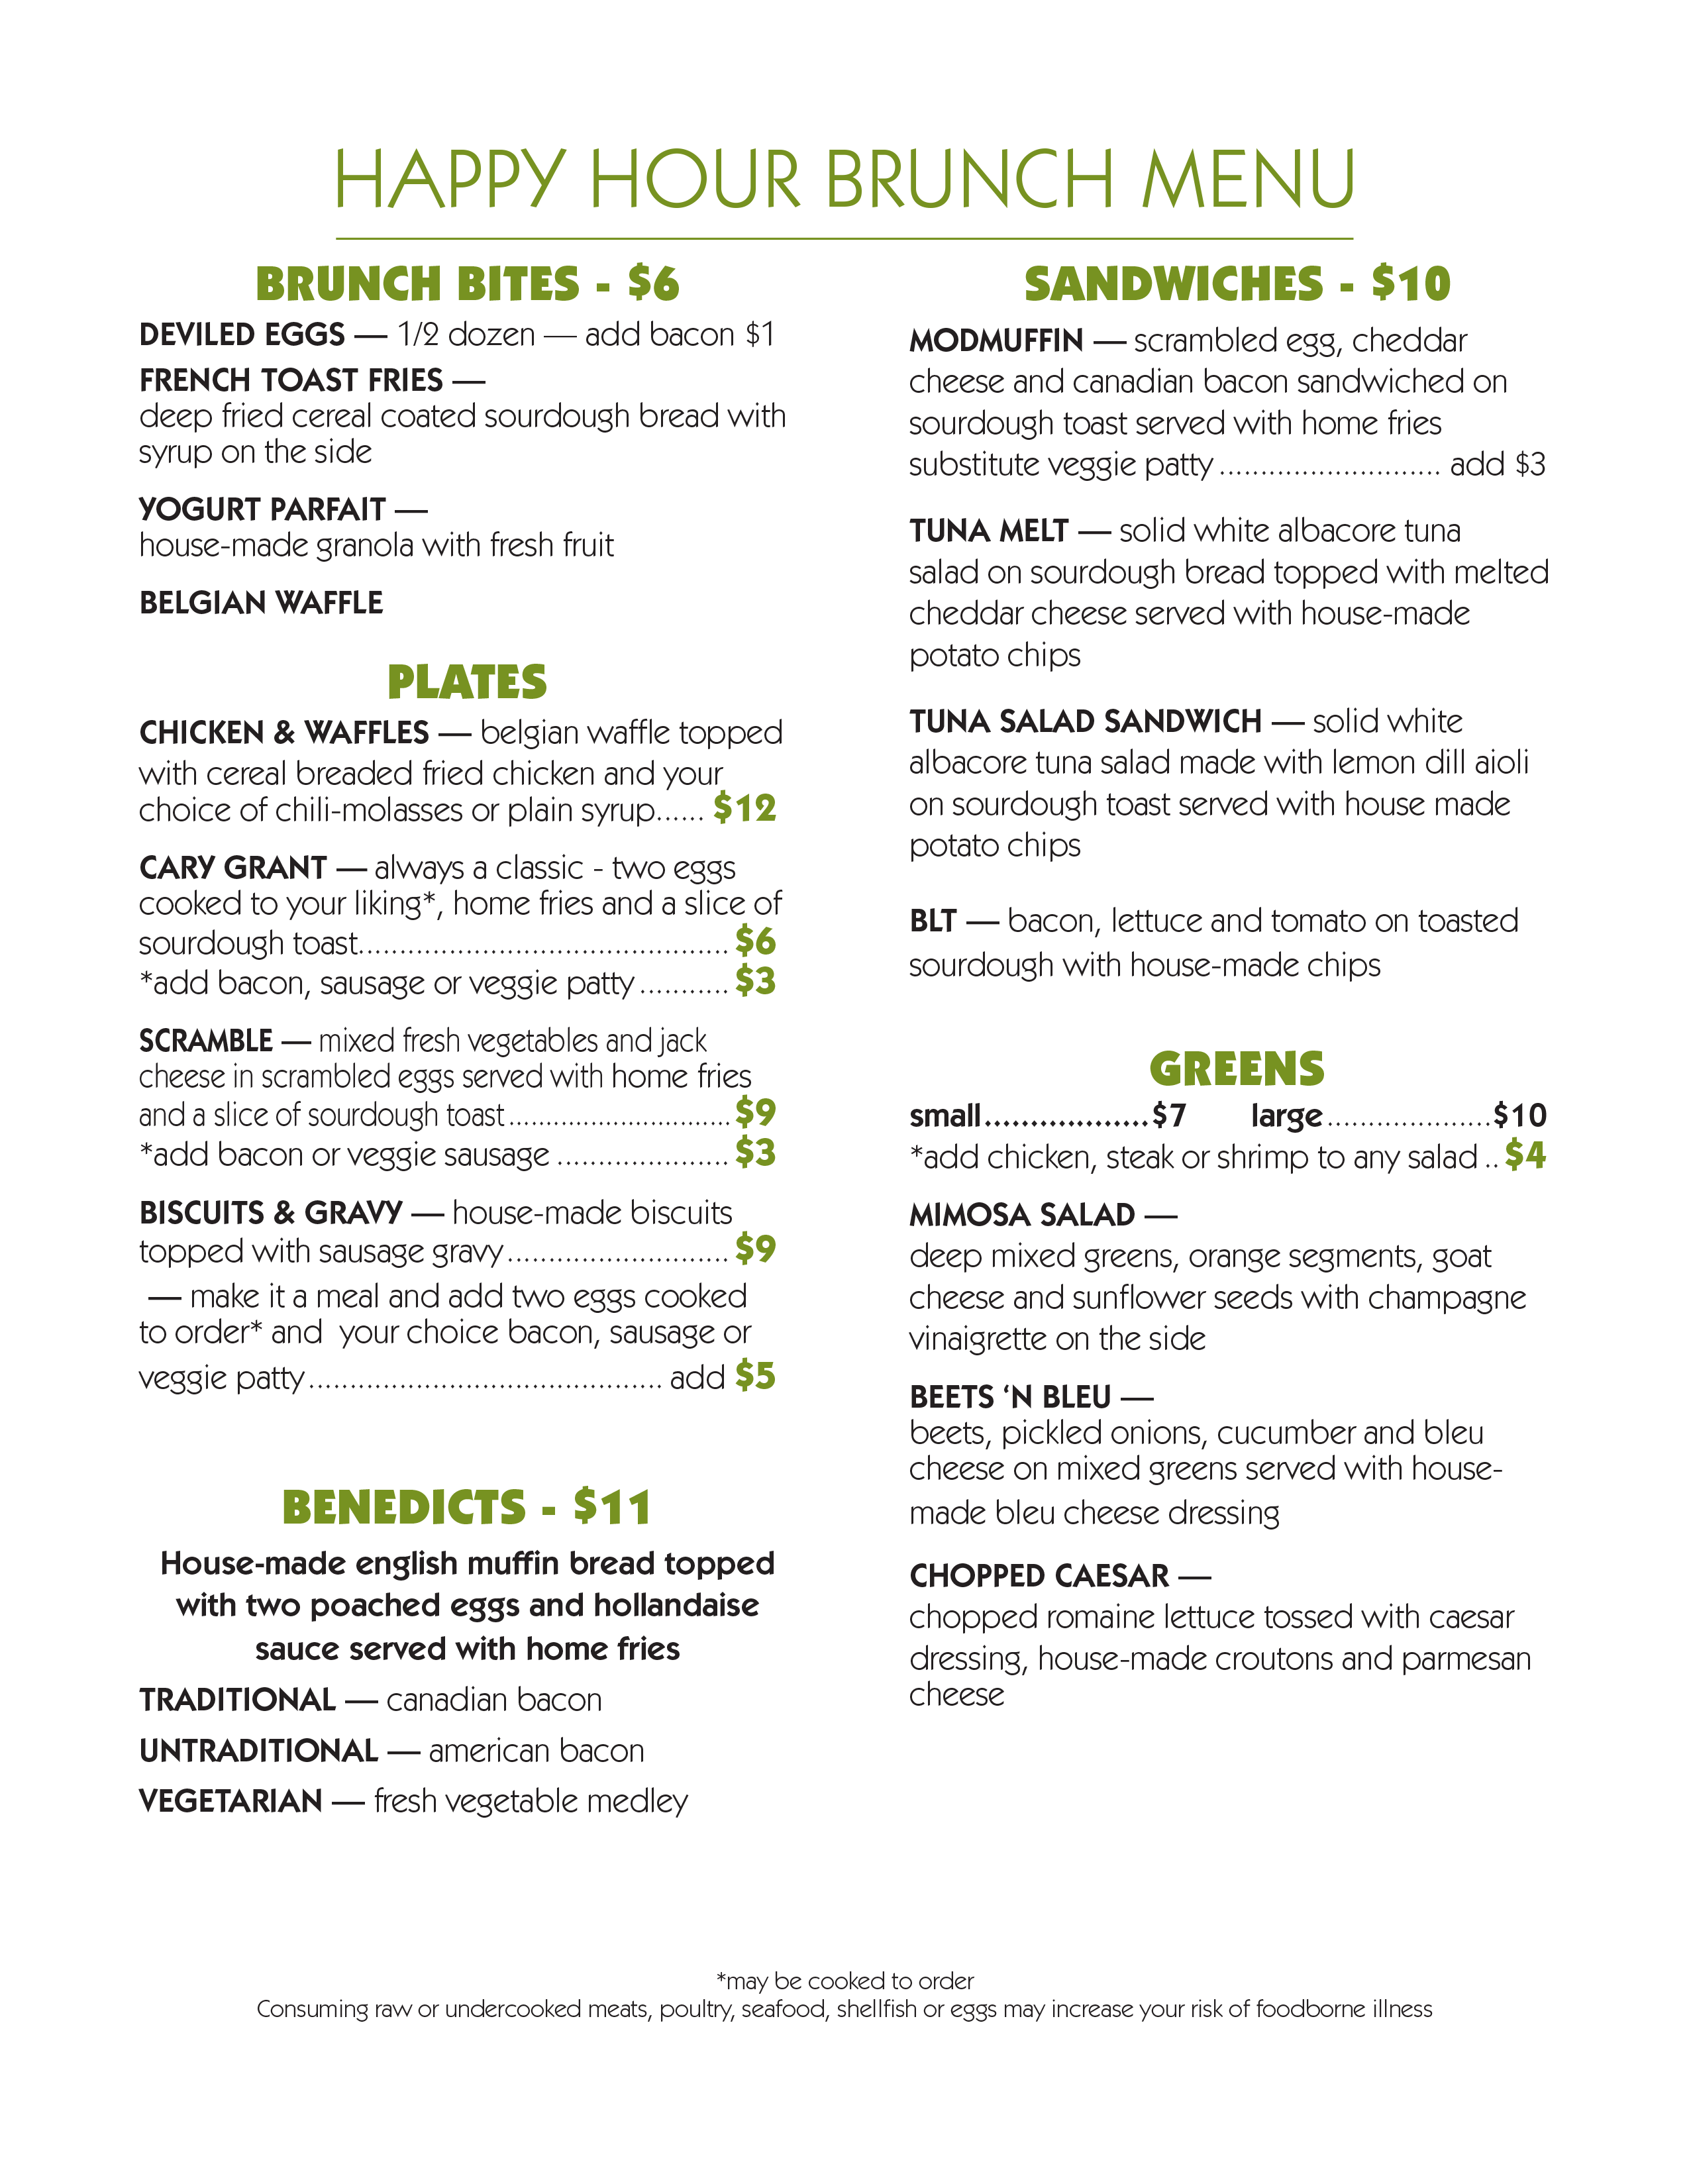 HAPPY HOUR BRUNCH MENU
BRUNCH BITES - $6
DEVILED EGGS — 1/2 dozen — add bacon $1
FRENCH TOAST FRIES —
deep fried cereal coated sourdough bread with
syrup on the side
YOGURT PARFAIT —
house-made granola with fresh fruit
BELGIAN WAFFLE
PLATES
CHICKEN & WAFFLES — belgian waffle topped
with cereal breaded fried chicken and your
choice of chili-molasses or plain syrup...... $12
CARY GRANT — always a classic - two eggs
cooked to your liking*, home fries and a slice of
sourdough toast............................................ $6
*add bacon, sausage or veggie patty ........... $3
SCRAMBLE — mixed fresh vegetables and jack
cheese in scrambled eggs served with home fries
and a slice of sourdough toast .............................. $9
*add bacon or veggie sausage ..................... $3
BISCUITS & GRAVY — house-made biscuits
topped with sausage gravy ........................... $9
— make it a meal and add two eggs cooked
to order* and your choice bacon, sausage or
veggie patty ........................................... add $5
BENEDICTS - $11
House-made english muffin bread topped
with two poached eggs and hollandaise
sauce served with home fries
TRADITIONAL — canadian bacon
UNTRADITIONAL — american bacon
VEGETARIAN — fresh vegetable medley
SANDWICHES - $10
MODMUFFIN — scrambled egg, cheddar
cheese and canadian bacon sandwiched on
sourdough toast served with home fries
substitute veggie patty ........................... add $3
TUNA MELT — solid white albacore tuna
salad on sourdough bread topped with melted
cheddar cheese served with house-made
potato chips
TUNA SALAD SANDWICH — solid white
albacore tuna salad made with lemon dill aioli
on sourdough toast served with house made
potato chips
BLT — bacon, lettuce and tomato on toasted
sourdough with house-made chips
GREENS
small..................$7 large....................$10
*add chicken, steak or shrimp to any salad .. $4
MIMOSA SALAD —
deep mixed greens, orange segments, goat
cheese and sunflower seeds with champagne
vinaigrette on the side
BEETS ‘N BLEU —
beets, pickled onions, cucumber and bleu
cheese on mixed greens served with house-
made bleu cheese dressing
CHOPPED CAESAR —
chopped romaine lettuce tossed with caesar
dressing, house-made croutons and parmesan
cheese
*may be cooked to order
Consuming raw or undercooked meats, poultry, seafood, shellfish or eggs may increase your risk of foodborne illness